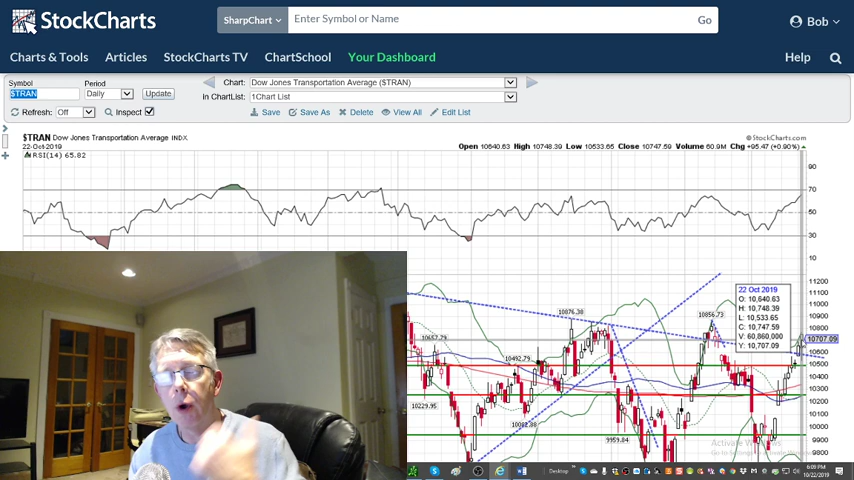 StockCharts
SharpChart
Enter Symbol or Name
Go
Bob
Charts & Tools
Articles
StockCharts TV
ChartSchool
Your Dashboard
Help
Symbol
Period
Chart:
Dow Jones Transportation Average ($TRAN)
$TRAN
Daily
Update
in ChartList:
1Chart List
Refresh:
Off
Inspect
Save
Save As
Delete
View All
Edit List
$TRAN Dow Jones Transportation Average INDX
© StockCharts.com
22-Oct-2019
Open 10640.63 High 10748.39 Low 10533.65 Close 10747.59 Volume 60.9M Chg +95.47 (+0.90%)
RSI(14) 65.82
90
70
50
30
10
11200
11100
11000
10900
10800
10707.09
10600
10400
10300
10200
10100
10000
9900
9800
22 Oct 2019
O: 10,640.63
H: 10,748.39
L: 10,533.65
C: 10,747.59
V: 60,860,000
Y: 10,707.09
10876.38
10856.73
10657.79
10492.79
10229.95
10082.88
9959.84
Activate Windows
Desktop
6:09 PM
10/22/2019